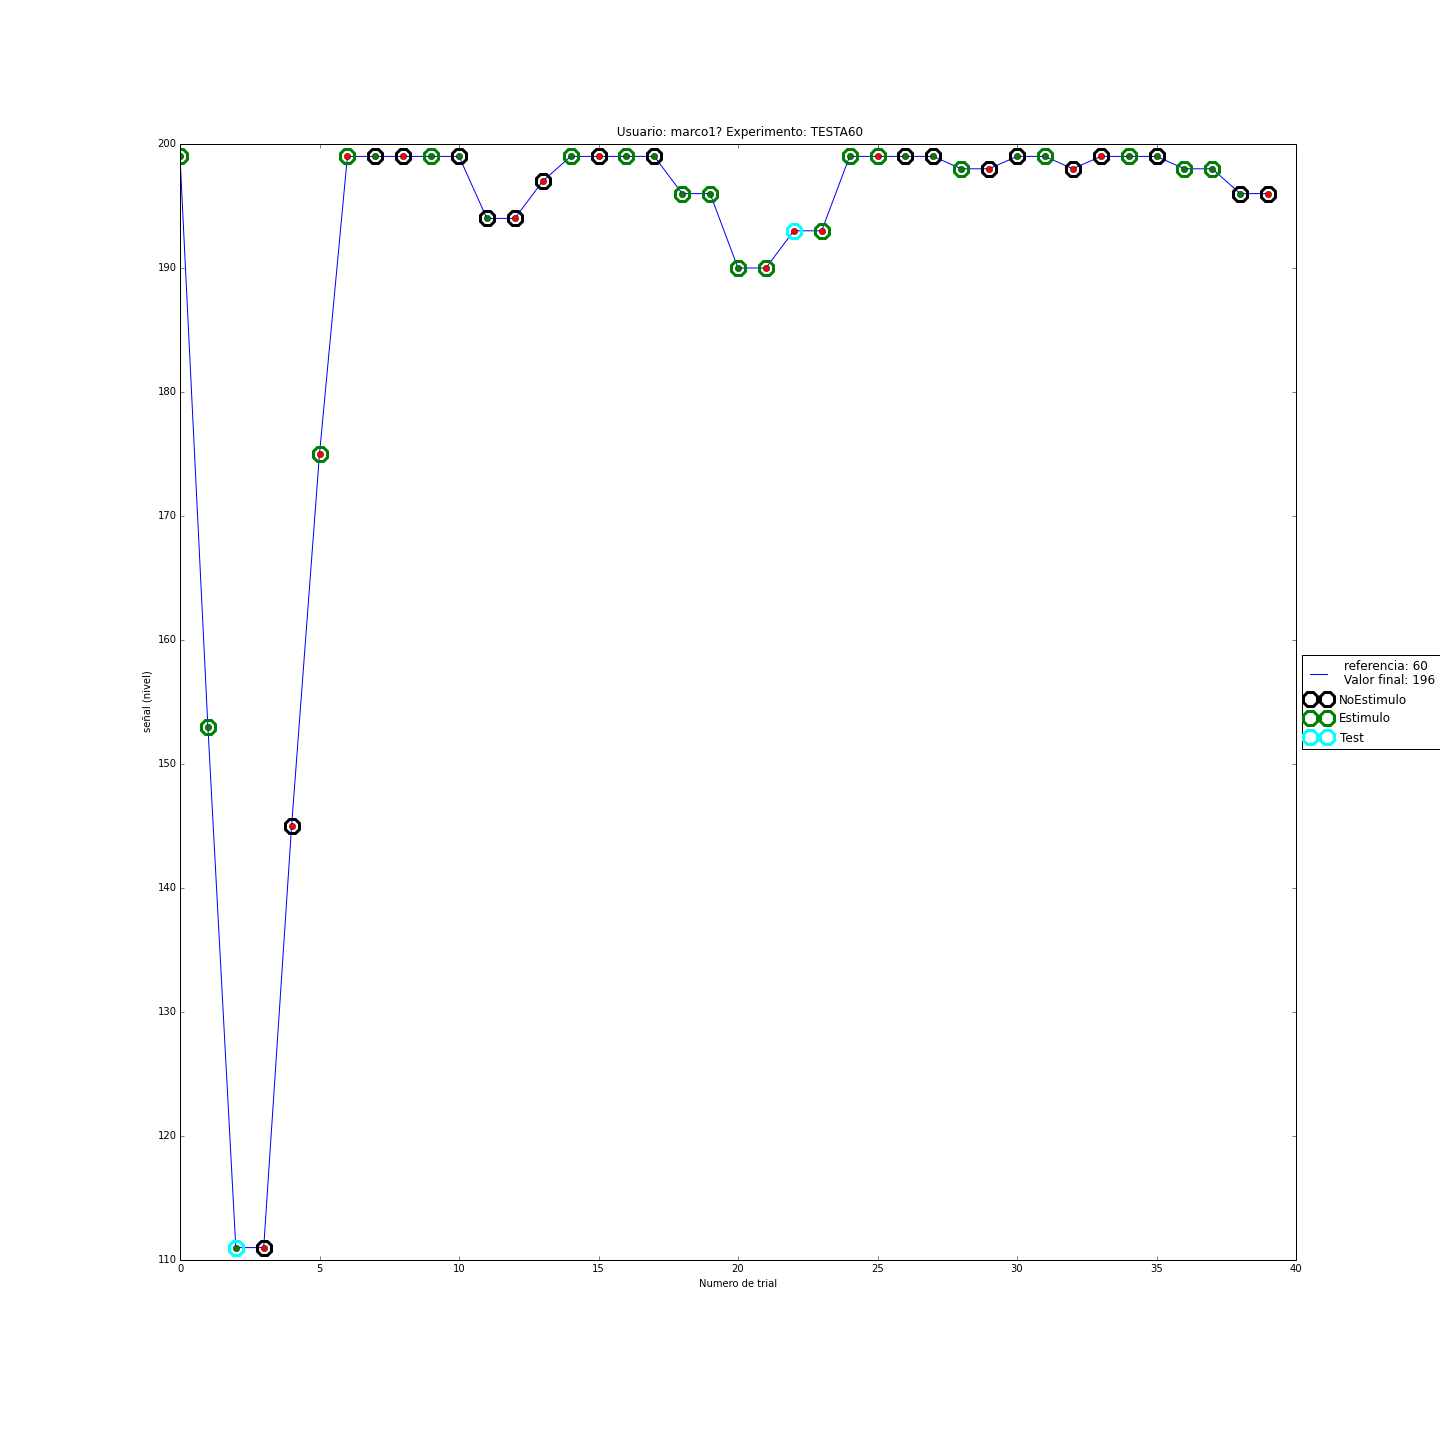 Usuario: marco1? Experimento: TESTA60
200
190
180
170
160
150
140
130
120
110
señal (nivel)
0 5 10 15 20 25 30 35 40
Numero de trial
referencia: 60
Valor final: 196
NoEstimulo
Estimulo
Test